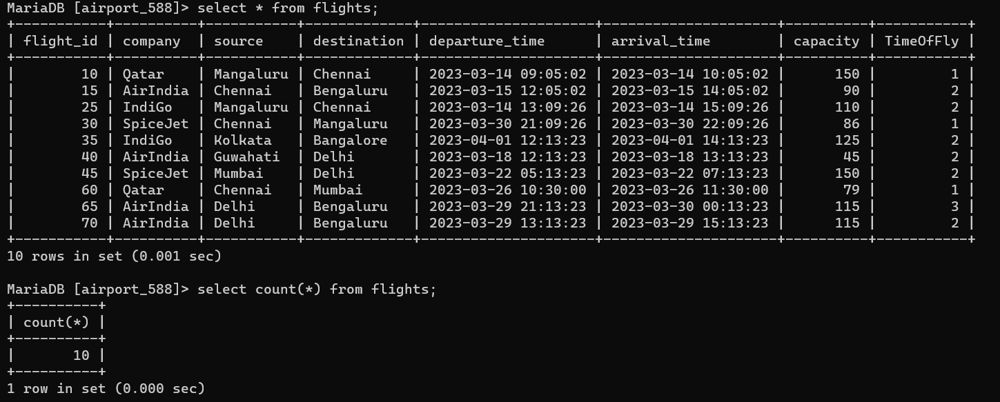 MariaDB [airport_588]> select * from flights;
+-----------+----------+-----------+-------------+---------------------+---------------------+----------+-----------+
| flight_id | company  | source    | destination | departure_time      | arrival_time        | capacity | TimeOfFly |
+-----------+----------+-----------+-------------+---------------------+---------------------+----------+-----------+
|        10 | Qatar    | Mangaluru | Chennai     | 2023-03-14 09:05:02 | 2023-03-14 10:05:02 |      150 |         1 |
|        15 | AirIndia | Chennai   | Bengaluru   | 2023-03-15 12:05:02 | 2023-03-15 14:05:02 |       90 |         2 |
|        25 | IndiGo   | Mangaluru | Chennai     | 2023-03-14 13:09:26 | 2023-03-14 15:09:26 |      110 |         2 |
|        30 | SpiceJet | Chennai   | Mangaluru   | 2023-03-30 21:09:26 | 2023-03-30 22:09:26 |       86 |         1 |
|        35 | IndiGo   | Kolkata   | Bangalore   | 2023-04-01 12:13:23 | 2023-04-01 14:13:23 |      125 |         2 |
|        40 | AirIndia | Guwahati  | Delhi       | 2023-03-18 12:13:23 | 2023-03-18 13:13:23 |       45 |         2 |
|        45 | SpiceJet | Mumbai    | Delhi       | 2023-03-22 05:13:23 | 2023-03-22 07:13:23 |      150 |         2 |
|        60 | Qatar    | Chennai   | Mumbai      | 2023-03-26 10:30:00 | 2023-03-26 11:30:00 |       79 |         1 |
|        65 | AirIndia | Delhi     | Bengaluru   | 2023-03-29 21:13:23 | 2023-03-30 00:13:23 |      115 |         3 |
|        70 | AirIndia | Delhi     | Bengaluru   | 2023-03-29 13:13:23 | 2023-03-29 15:13:23 |      115 |         2 |
+-----------+----------+-----------+-------------+---------------------+---------------------+----------+-----------+
10 rows in set (0.001 sec)
MariaDB [airport_588]> select count(*) from flights;
+----------+
| count(*) |
+----------+
|       10 |
+----------+
1 row in set (0.000 sec)